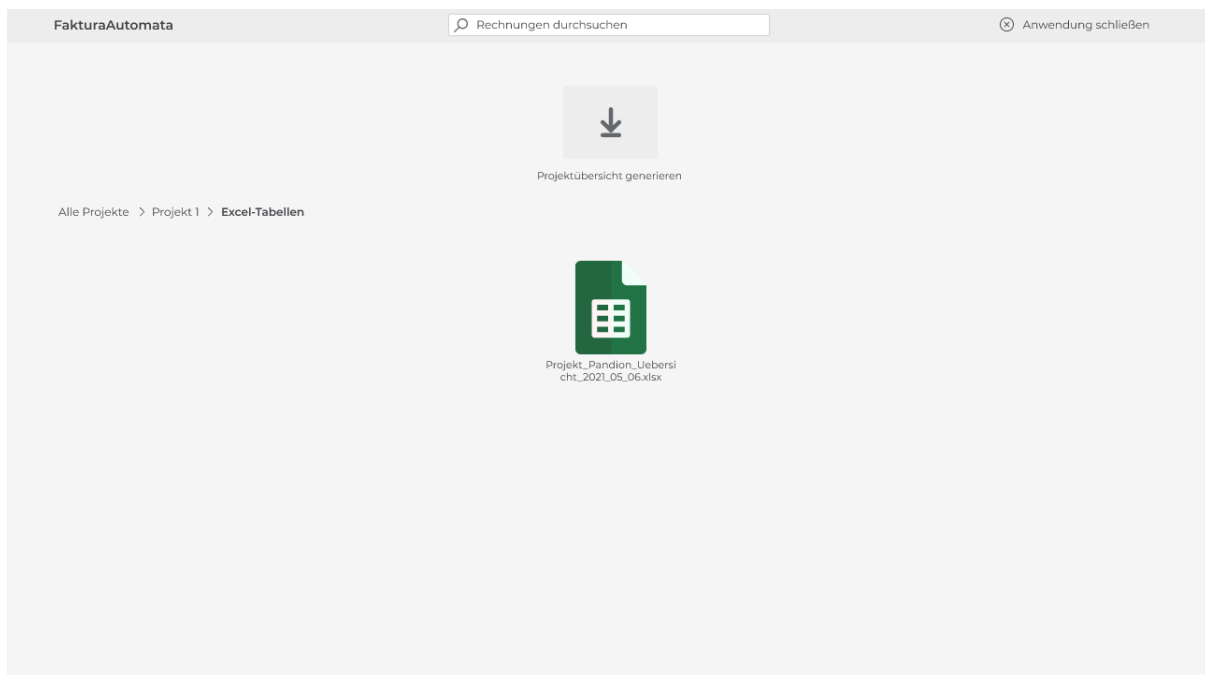 FakturaAutomata
Rechnungen durchsuchen
Anwendung schließen
Projektübersicht generieren
Alle Projekte > Projekt 1 > Excel-Tabellen
Projekt_Pandion_Uebersi
cht_2021_05_06.xlsx